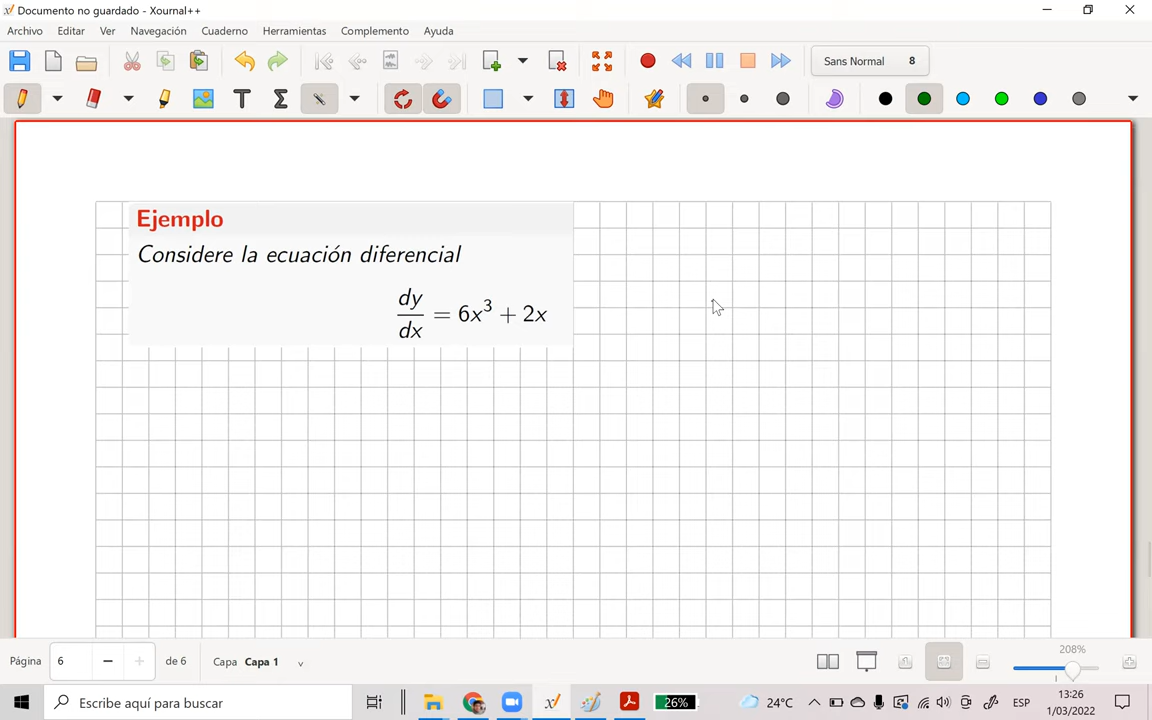 Documento no guardado - Xournal++
Archivo Editar Ver Navegación Cuaderno Herramientas Complemento Ayuda
Sans Normal 8
Ejemplo
Considere la ecuación diferencial
dy/dx = 6x³ + 2x
Página 6 de 6 Capa Capa 1 208%
Escribe aquí para buscar 26% 24°C ESP 13:26
1/03/2022